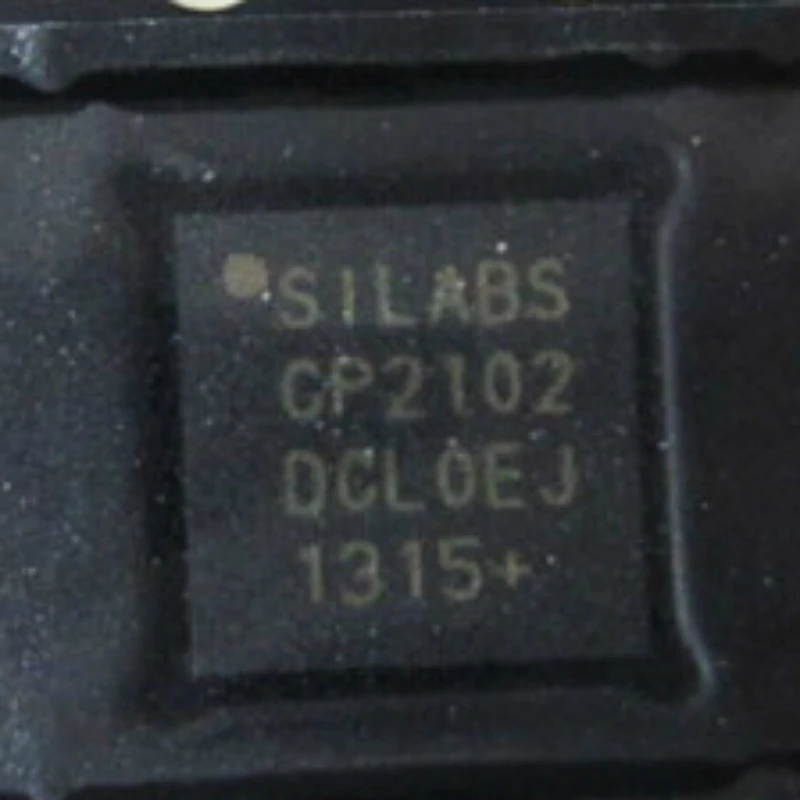 SILABS
CP2102
DCL0EJ
1315+